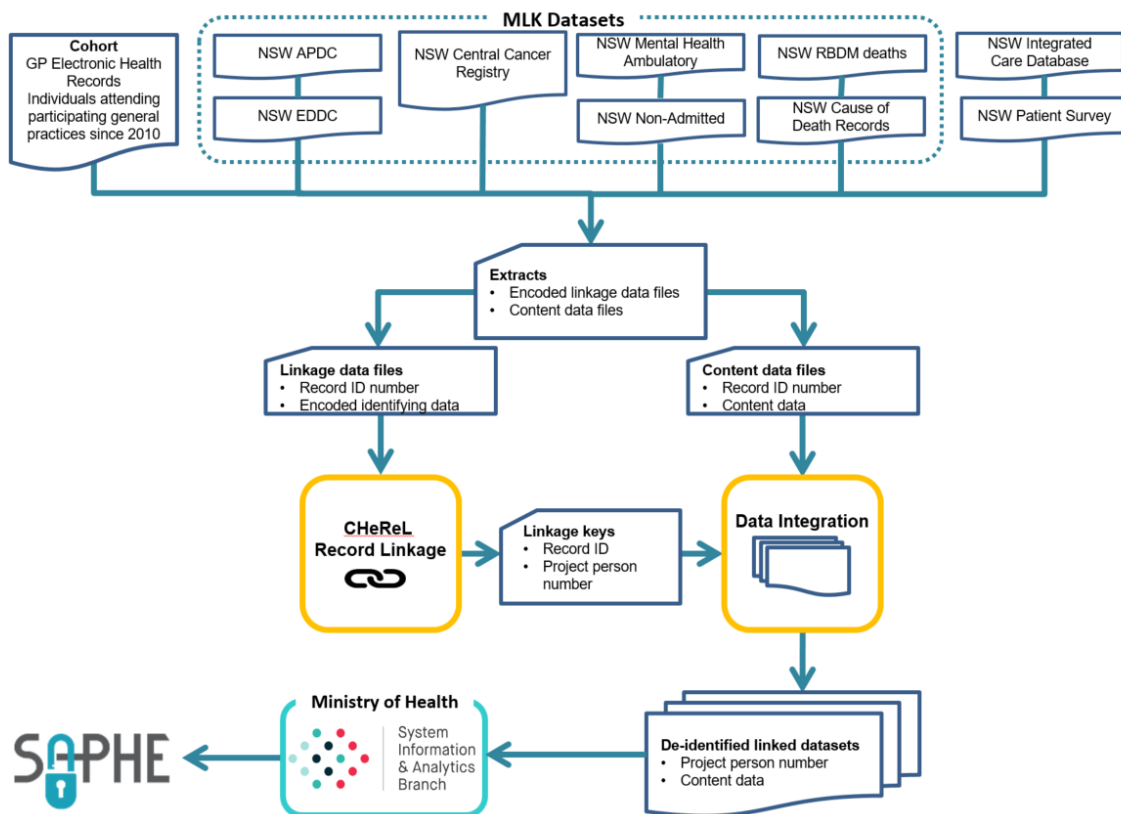 MLK Datasets
Cohort
GP Electronic Health
Records
Individuals attending
participating general
practices since 2010
NSW APDC
NSW EDDC
NSW Central Cancer
Registry
NSW Mental Health
Ambulatory
NSW Non-Admitted
NSW RBDM deaths
NSW Cause of
Death Records
NSW Integrated
Care Database
NSW Patient Survey
Extracts
• Encoded linkage data files
• Content data files
Linkage data files
• Record ID number
• Encoded identifying data
Content data files
• Record ID number
• Content data
CHeReL
Record Linkage
Linkage keys
• Record ID
• Project person
number
Data Integration
De-identified linked datasets
• Project person number
• Content data
Ministry of Health
System
Information
& Analytics
Branch
SAPHE